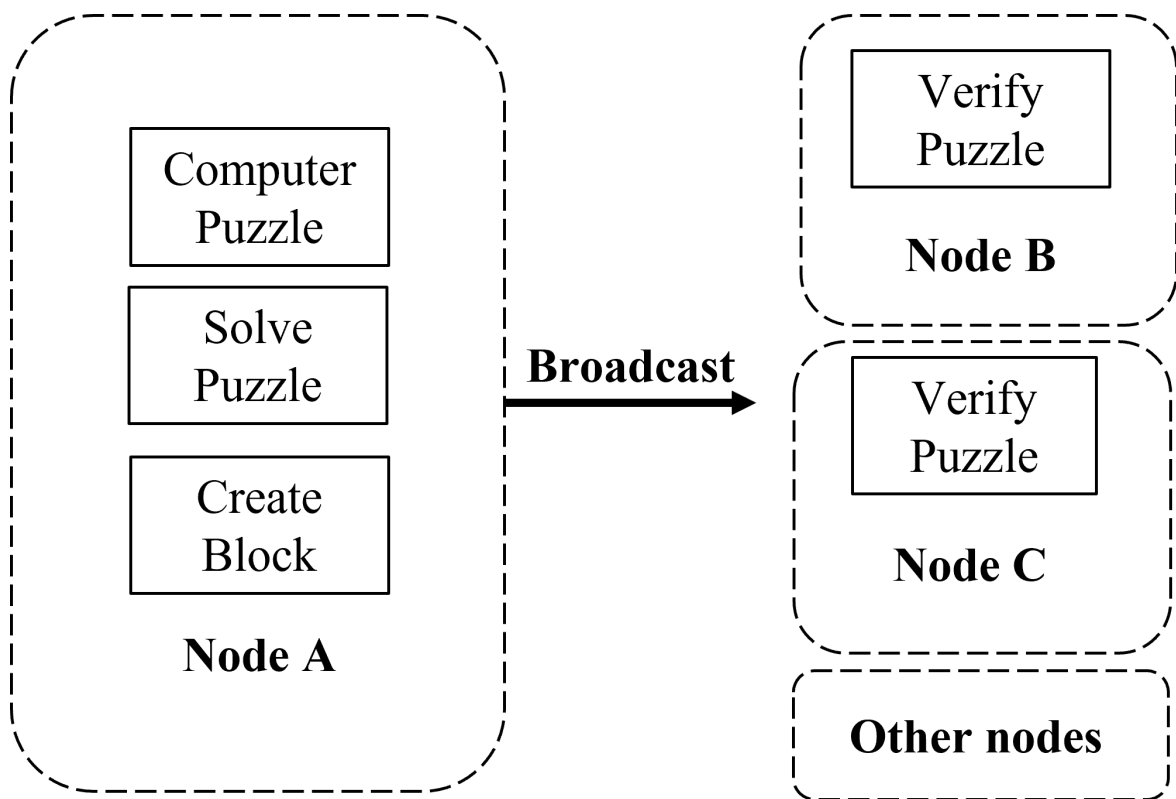 Computer
Puzzle
Solve
Puzzle
Create
Block
Node A
Broadcast
Verify
Puzzle
Node B
Verify
Puzzle
Node C
Other nodes